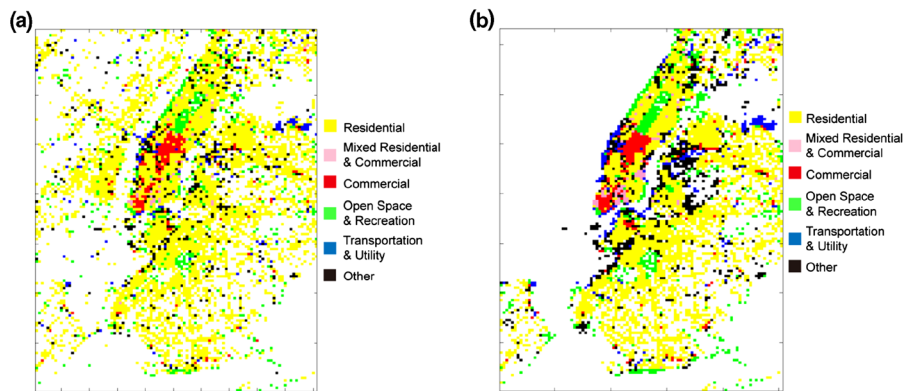 (a)
Residential
Mixed Residential
& Commercial
Commercial
Open Space
& Recreation
Transportation
& Utility
Other
(b)
Residential
Mixed Residential
& Commercial
Commercial
Open Space
& Recreation
Transportation
& Utility
Other